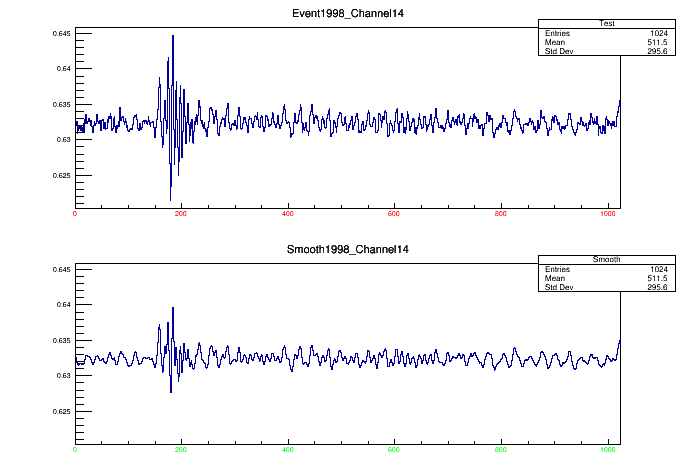 Event1998_Channel14
Test
Entries 1024
Mean 511.5
Std Dev 295.6
0.645
0.64
0.635
0.63
0.625
0 200 400 600 800 1000
Smooth1998_Channel14
Smooth
Entries 1024
Mean 511.5
Std Dev 295.6
0.645
0.64
0.635
0.63
0.625
0 200 400 600 800 1000